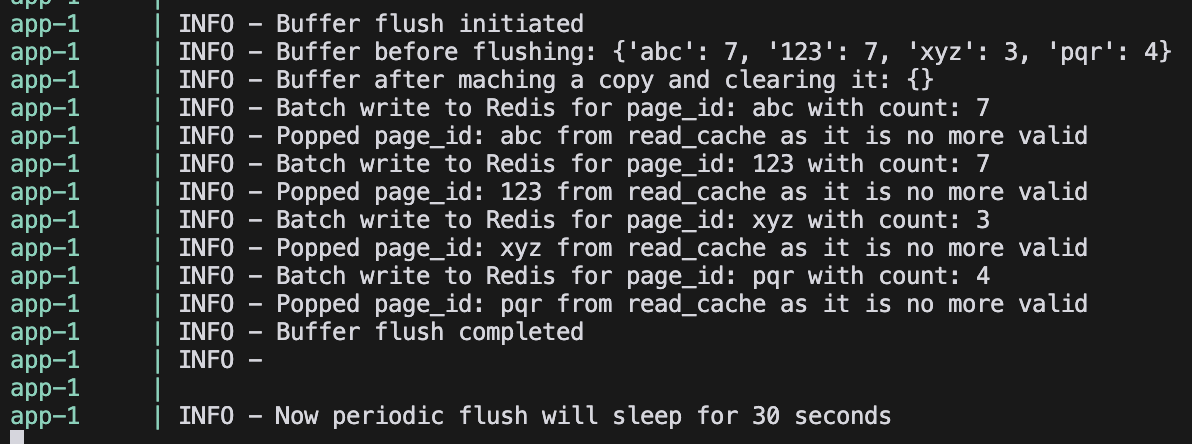 app-1 |
app-1 | INFO - Buffer flush initiated
app-1 | INFO - Buffer before flushing: {'abc': 7, '123': 7, 'xyz': 3, 'pqr': 4}
app-1 | INFO - Buffer after maching a copy and clearing it: {}
app-1 | INFO - Batch write to Redis for page_id: abc with count: 7
app-1 | INFO - Popped page_id: abc from read_cache as it is no more valid
app-1 | INFO - Batch write to Redis for page_id: 123 with count: 7
app-1 | INFO - Popped page_id: 123 from read_cache as it is no more valid
app-1 | INFO - Batch write to Redis for page_id: xyz with count: 3
app-1 | INFO - Popped page_id: xyz from read_cache as it is no more valid
app-1 | INFO - Batch write to Redis for page_id: pqr with count: 4
app-1 | INFO - Popped page_id: pqr from read_cache as it is no more valid
app-1 | INFO - Buffer flush completed
app-1 | INFO -
app-1 |
app-1 | INFO - Now periodic flush will sleep for 30 seconds